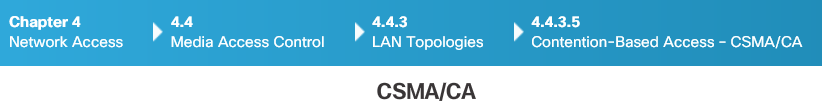 Chapter 4
Network Access
4.4
Media Access Control
4.4.3
LAN Topologies
4.4.3.5
Contention-Based Access – CSMA/CA
CSMA/CA